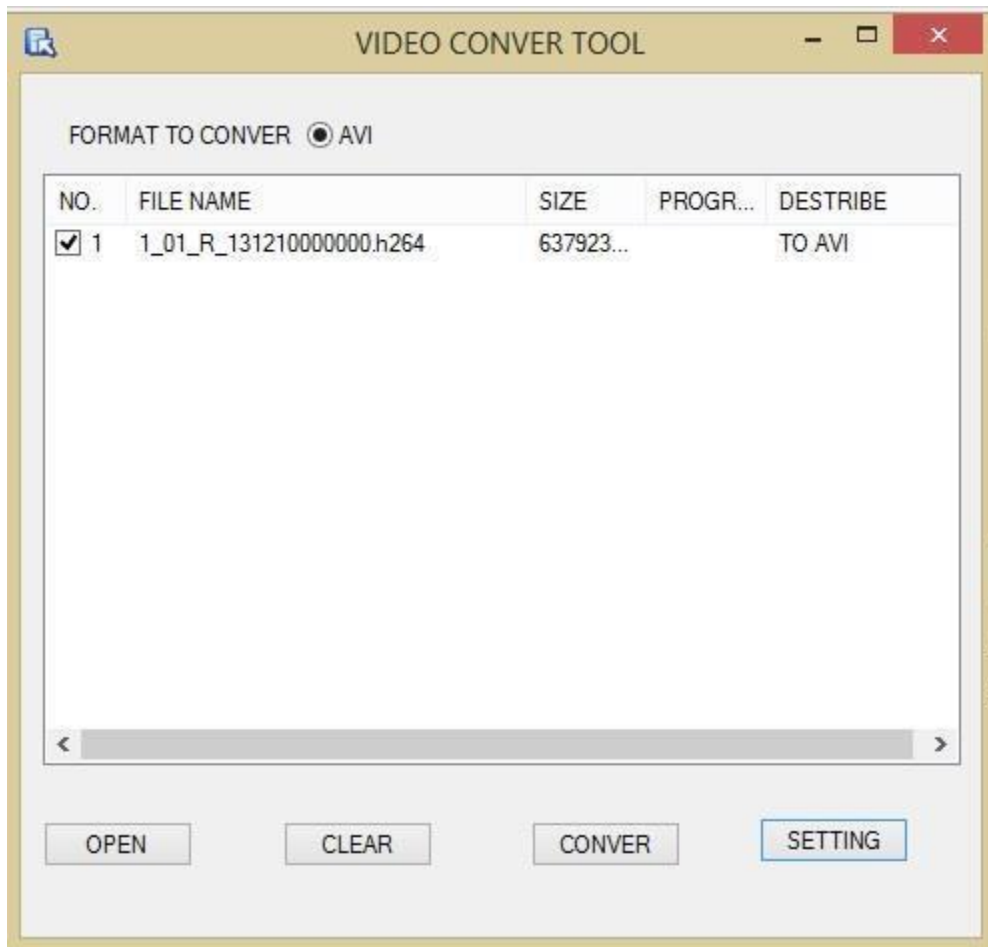 VIDEO CONVER TOOL
FORMAT TO CONVER AVI
NO. FILE NAME SIZE PROGR... DESTRIBE
1 1_01_R_131210000000.h264 637923... TO AVI
OPEN CLEAR CONVER SETTING